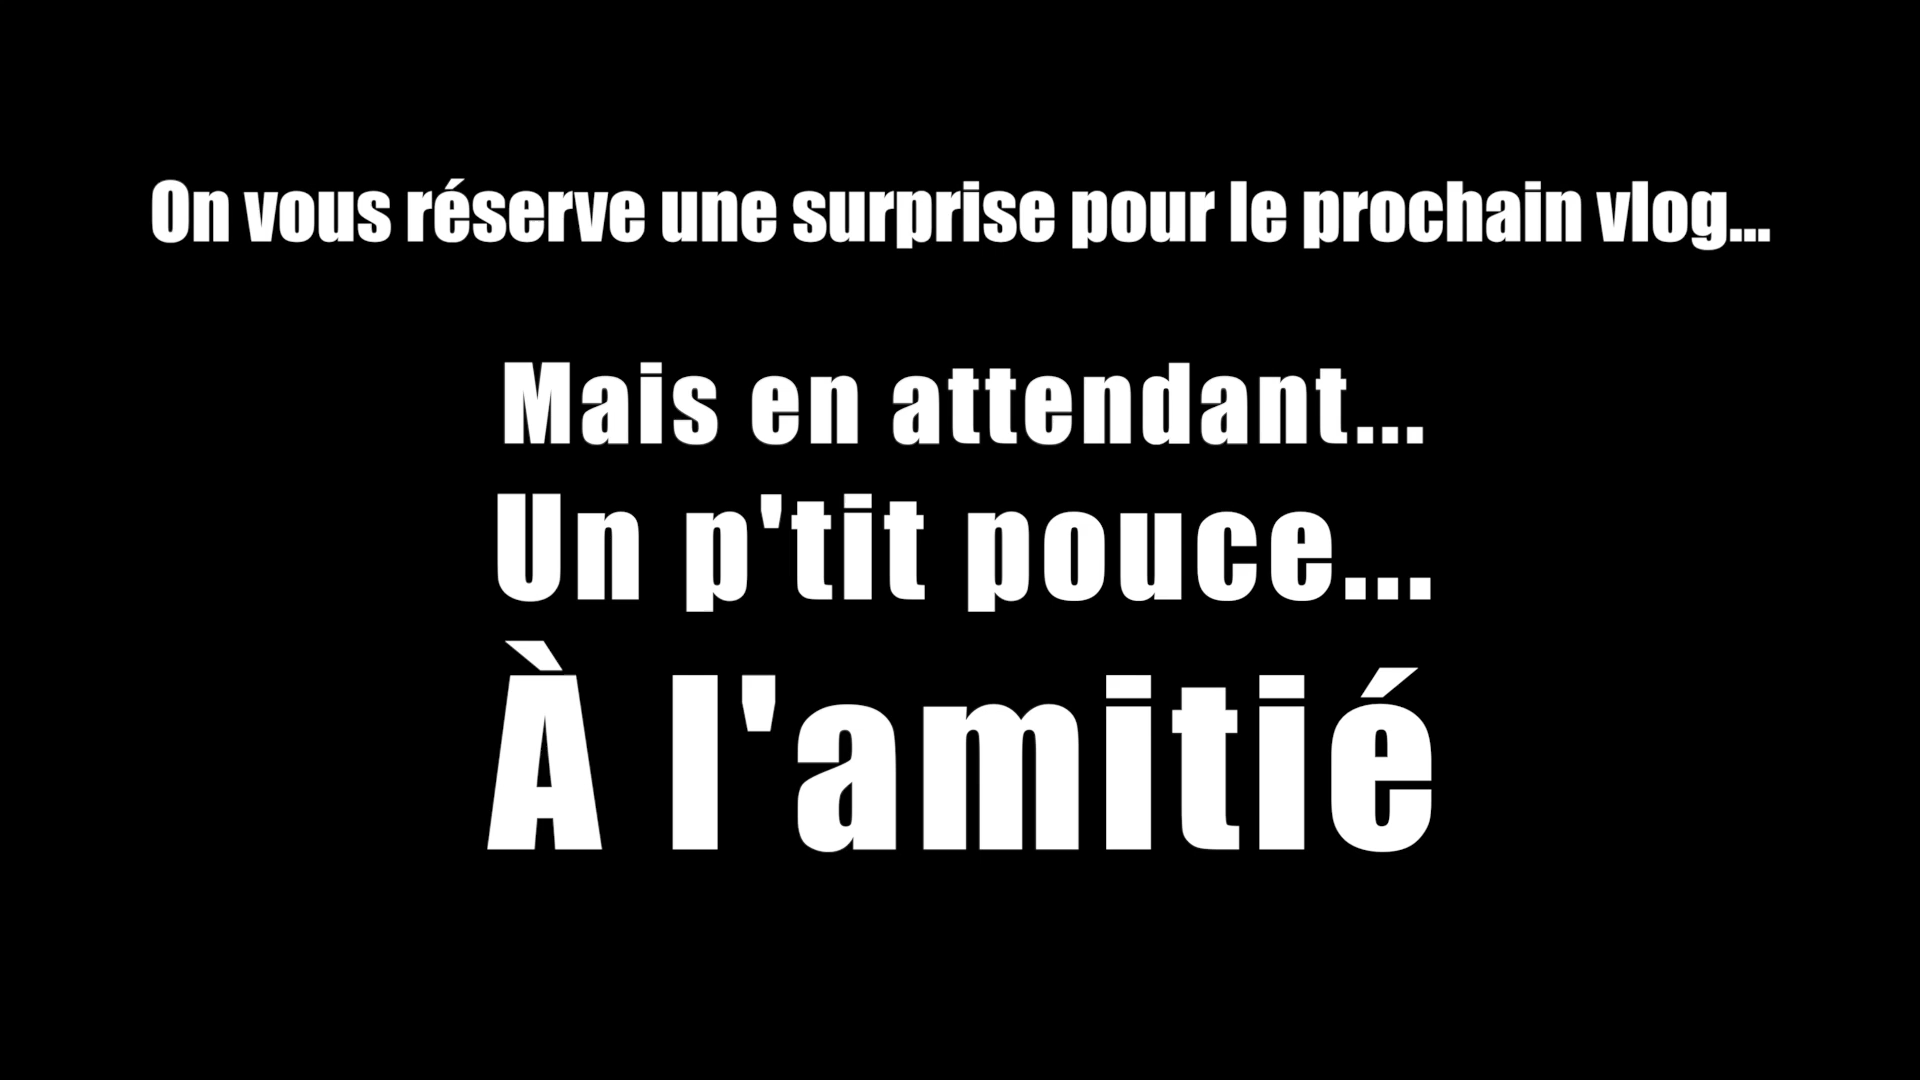 On vous réserve une surprise pour le prochain vlog...
Mais en attendant...
Un p'tit pouce...
À l'amitié